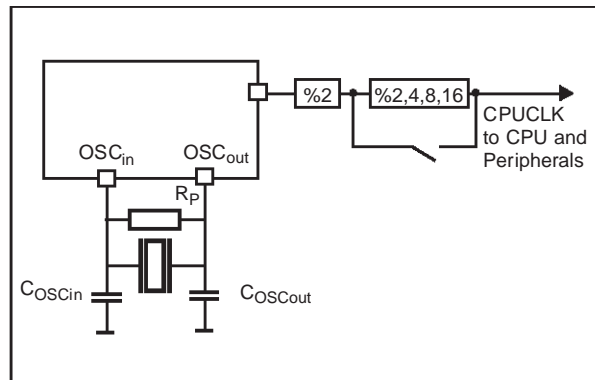 %2
%2,4,8,16
CPUCLK
to CPU and
Peripherals
OSCin
OSCout
RP
COSCin
COSCout